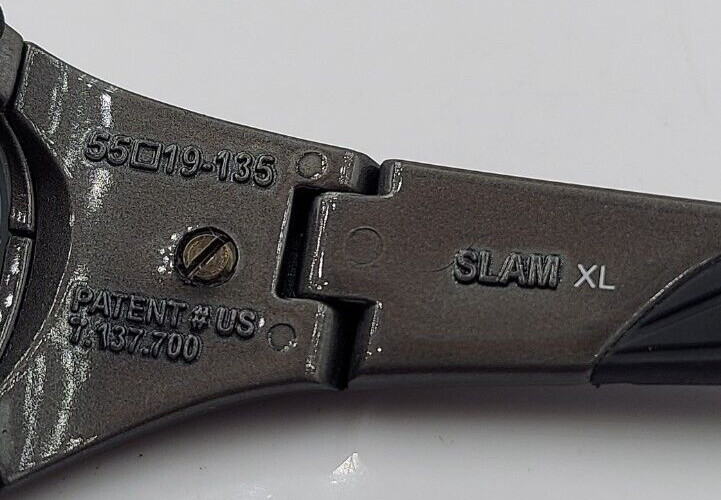 55□19-135
PATENT # US
7.137.700
SLAM XL